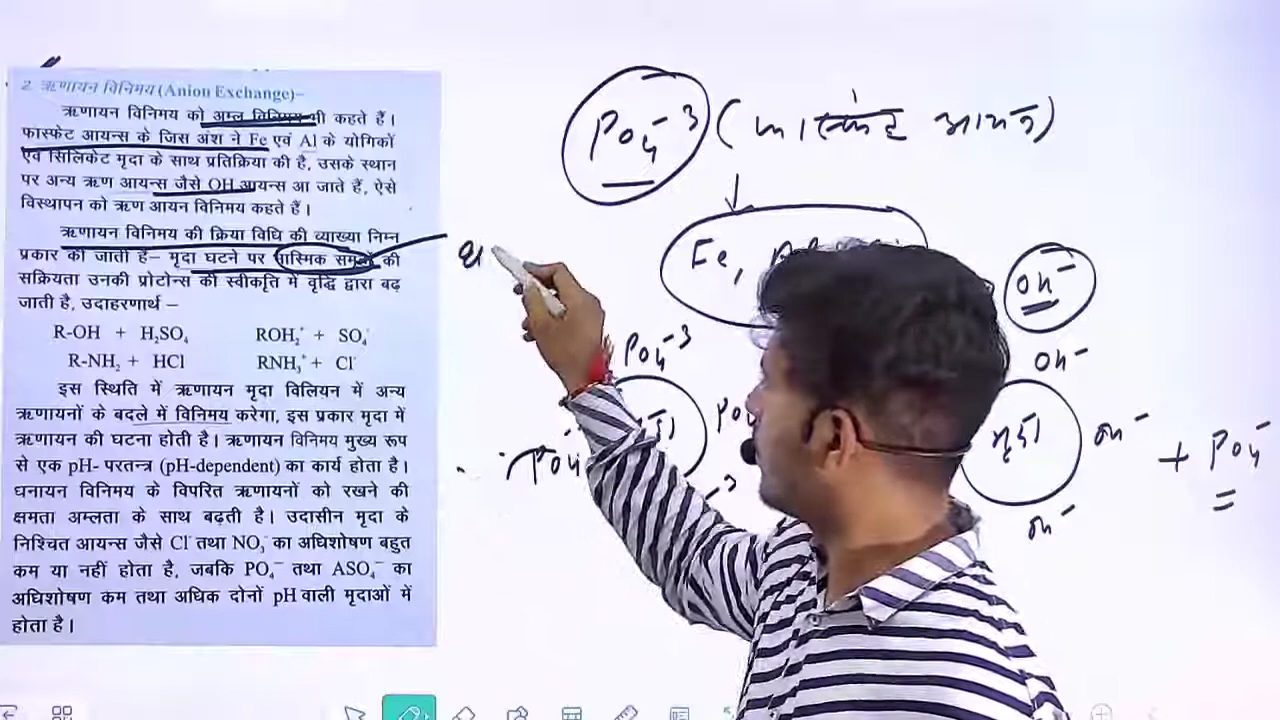 2. ऋणायन विनिमय (Anion Exchange)–
ऋणायन विनिमय को अम्ल विनिमय भी कहते हैं।
फास्फेट आयन्स के जिस अंश ने Fe एवं Al के योगिकों
एवं सिलिकेट मृदा के साथ प्रतिक्रिया की है, उसके स्थान
पर अन्य ऋण आयन्स जैसे OH आयन्स आ जाते हैं, ऐसे
विस्थापन को ऋण आयन विनिमय कहते हैं।
ऋणायन विनिमय की क्रिया विधि की व्याख्या निम्न
प्रकार की जाती है– मृदा घटने पर की
सक्रियता उनकी प्रोटोन्स की स्वीकृति में वृद्धि द्वारा बढ़
जाती है, उदाहरणार्थ –
R-OH + H₂SO₄ ROH₂⁺ + SO₄⁻
R-NH₂ + HCl RNH₃⁺ + Cl⁻
इस स्थिति में ऋणायन मृदा विलियन में अन्य
ऋणायनों के बदले में विनिमय करेगा, इस प्रकार मृदा में
ऋणायन की घटना होती है। ऋणायन विनिमय मुख्य रूप
से एक pH- परतन्त्र (pH-dependent) का कार्य होता है।
धनायन विनिमय के विपरित ऋणायनों को रखने की
क्षमता अम्लता के साथ बढ़ती है। उदासीन मृदा के
निश्चित आयन्स जैसे Cl⁻ तथा NO₃⁻ का अधिशोषण बहुत
कम या नहीं होता है, जबकि PO₄⁻ तथा ASO₄⁻ का
अधिशोषण कम तथा अधिक दोनों pH वाली मृदाओं में
होता है।
PO₄⁻³ (फास्फेट आयन)
Fe,
OH⁻
PO₄⁻³
OH⁻
PO₄
मृदा
OH⁻
+ PO₄⁻
PO₄⁻
⁻³
OH⁻